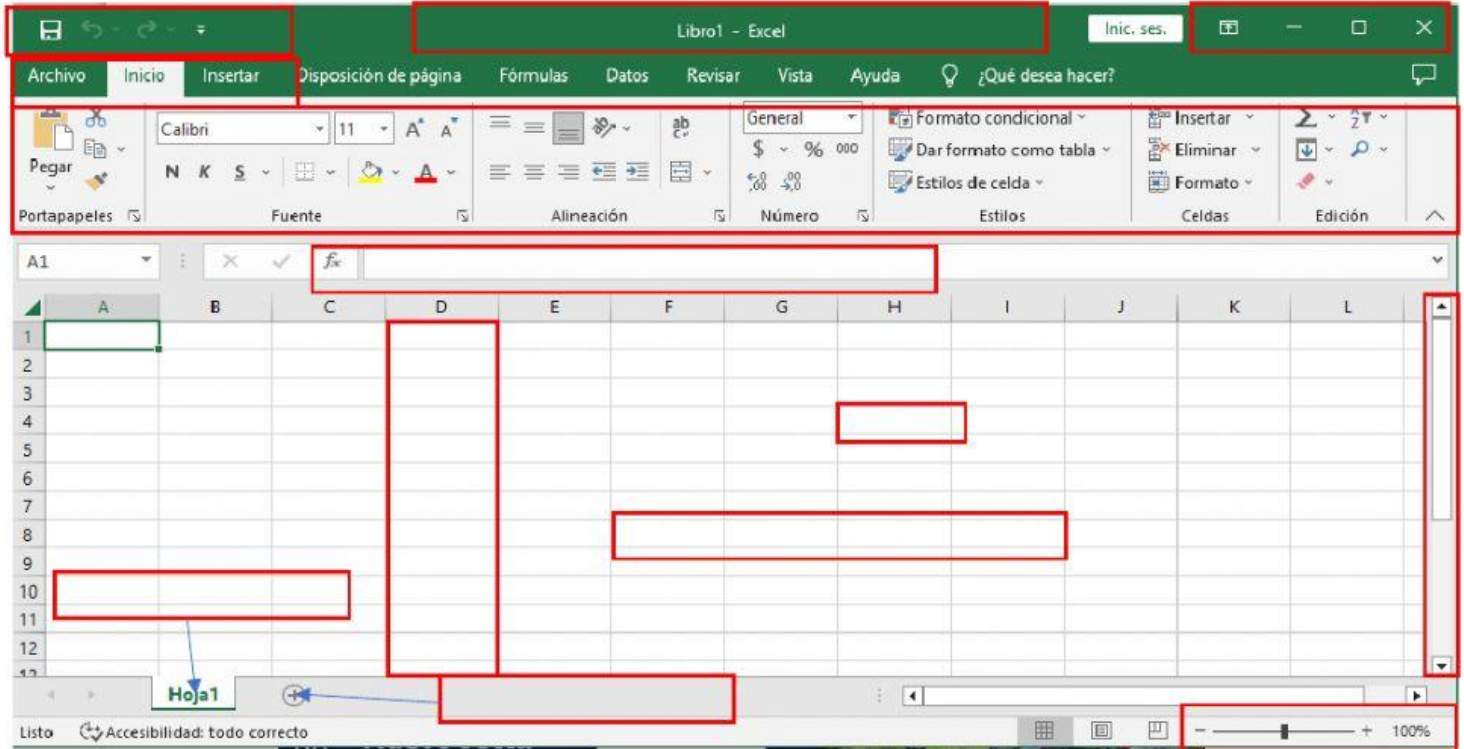 Libro1 - Excel Inic. ses.
Archivo Inicio Insertar Disposición de página Fórmulas Datos Revisar Vista Ayuda ¿Qué desea hacer?
Calibri 11 A A ab General Formato condicional Insertar Σ
Pegar $ % 000 Dar formato como tabla Eliminar
N K S A Estilos de celda Formato
Portapapeles Fuente Alineación Número Estilos Celdas Edición
A1 fx
A B C D E F G H I J K L
1
2
3
4
5
6
7
8
9
10
11
12
Hoja1
Listo Accesibilidad: todo correcto - + 100%